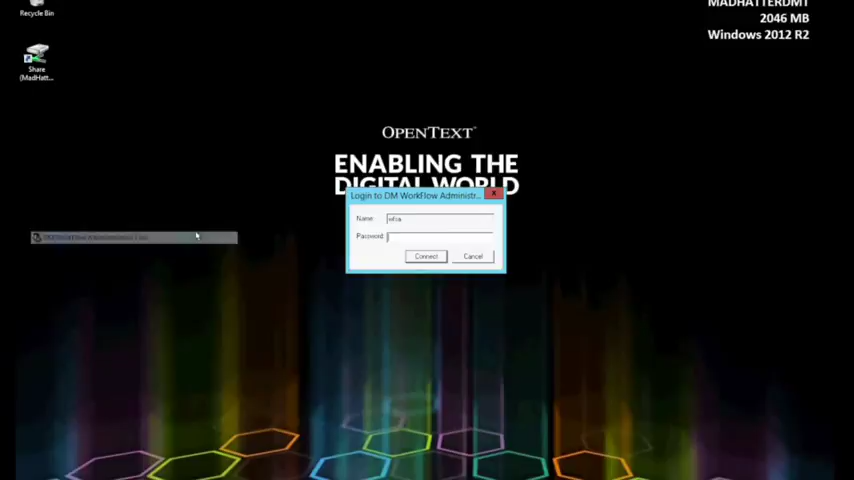 MADHATTERDMT
2046 MB
Windows 2012 R2
Recycle Bin
Share
(MadHatt...
OPENTEXT
ENABLING THE
DIGITAL WORLD
Login to DM WorkFlow Administr...
Name:
Password:
Connect
Cancel